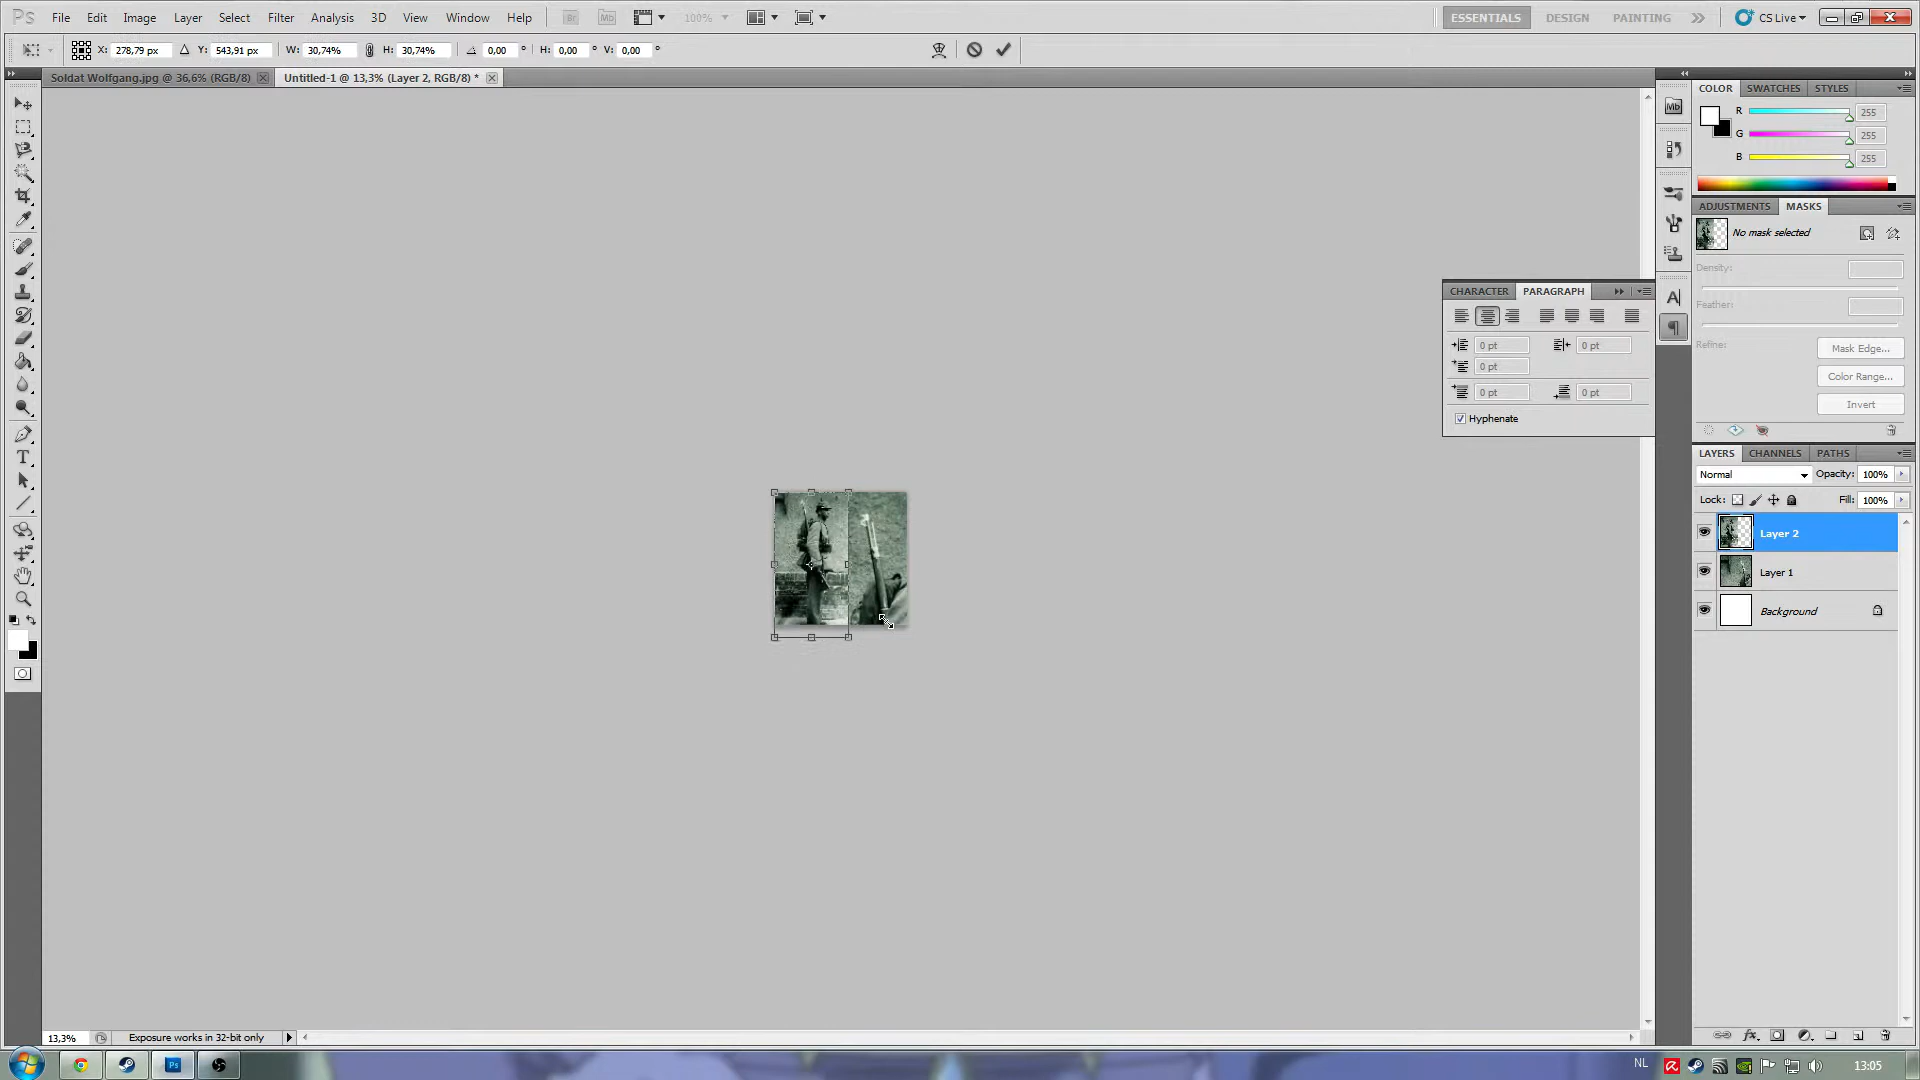 Ps File Edit Image Layer Select Filter Analysis 3D View Window Help Br Mb 100% ESSENTIALS DESIGN PAINTING CS Live
X: 278,79 px Y: 543,91 px W: 30,74% H: 30,74% 0,00 ° H: 0,00 ° V: 0,00 °
Soldat Wolfgang.jpg @ 36,6% (RGB/8) Untitled-1 @ 13,3% (Layer 2, RGB/8) *
COLOR SWATCHES STYLES
Mb
R 255
G 255
B 255
ADJUSTMENTS MASKS
No mask selected
Density:
Feather:
Refine: Mask Edge...
Color Range...
Invert
CHARACTER PARAGRAPH
0 pt 0 pt
0 pt
0 pt 0 pt
Hyphenate
LAYERS CHANNELS PATHS
Normal Opacity: 100%
Lock: Fill: 100%
Layer 2
Layer 1
Background
13,3% Exposure works in 32-bit only
Ps NL 13:05